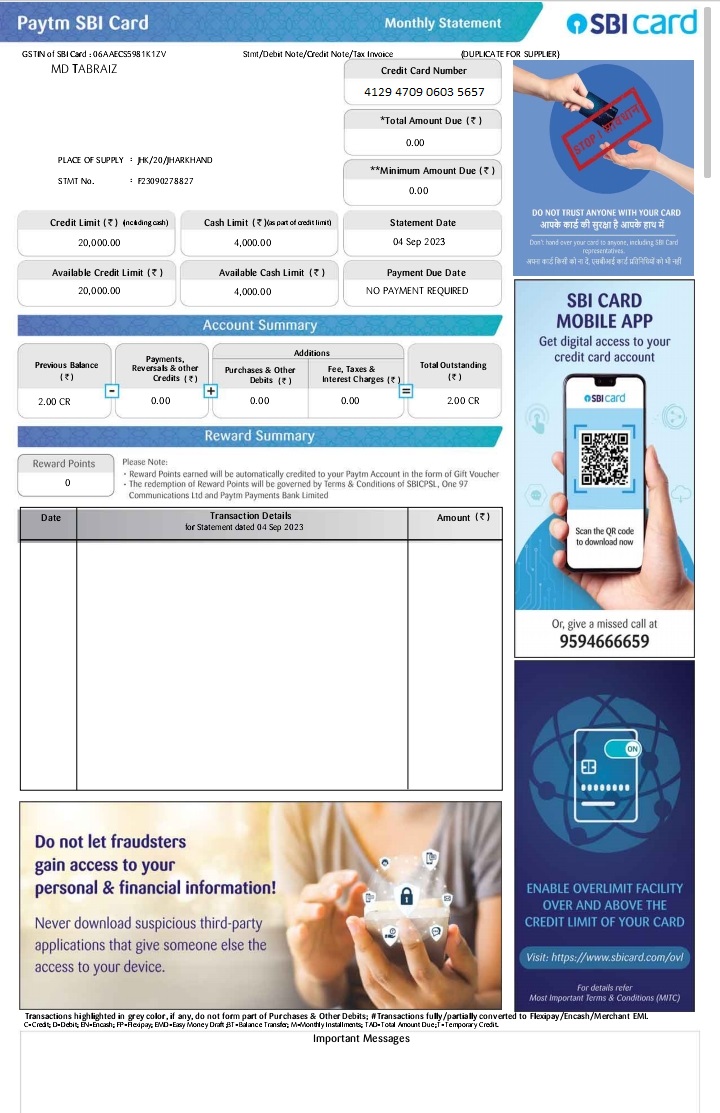 Paytm SBI Card
Monthly Statement
SBI card
GSTIN of SBI Card : 06AAECS5981K1ZV
Stmt/Debit Note/Credit Note/Tax Invoice
(DUPLICATE FOR SUPPLIER)
MD TABRAIZ
Credit Card Number
4129 4709 0603 5657
*Total Amount Due ( ₹ )
0.00
PLACE OF SUPPLY : JHK/20/JHARKHAND
**Minimum Amount Due ( ₹ )
STMT No. : F23090278827
0.00
Credit Limit ( ₹ ) (including cash)
20,000.00
Cash Limit ( ₹ )(as part of credit limit)
4,000.00
Statement Date
04 Sep 2023
Available Credit Limit ( ₹ )
20,000.00
Available Cash Limit ( ₹ )
4,000.00
Payment Due Date
NO PAYMENT REQUIRED
Account Summary
Previous Balance
( ₹ )
2.00 CR
-
Payments,
Reversals & other
Credits ( ₹ )
0.00
+
Additions
Purchases & Other
Debits ( ₹ )
0.00
Fee, Taxes &
Interest Charges ( ₹ )
0.00
=
Total Outstanding
( ₹ )
2.00 CR
Reward Summary
Reward Points
0
Please Note:
· Reward Points earned will be automatically credited to your Paytm Account in the form of Gift Voucher
· The redemption of Reward Points will be governed by Terms & Conditions of SBICPSL, One 97
Communications Ltd and Paytm Payments Bank Limited
Date
Transaction Details
for Statement dated 04 Sep 2023
Amount ( ₹ )
STOP! सावधान
DO NOT TRUST ANYONE WITH YOUR CARD
आपके कार्ड की सुरक्षा है आपके हाथ में
Don't hand over your card to anyone, including SBI Card
representatives.
अपना कार्ड किसी को ना दें, एसबीआई कार्ड प्रतिनिधियों को भी नहीं
SBI CARD
MOBILE APP
Get digital access to your
credit card account
SBI card
Scan the QR code
to download now
Or, give a missed call at
9594666659
ON
ENABLE OVERLIMIT FACILITY
OVER AND ABOVE THE
CREDIT LIMIT OF YOUR CARD
Visit: https://www.sbicard.com/ovl
For details refer
Most Important Terms & Conditions (MITC)
Do not let fraudsters
gain access to your
personal & financial information!
Never download suspicious third-party
applications that give someone else the
access to your device.
Transactions highlighted in grey color, if any, do not form part of Purchases & Other Debits; #Transactions fully/partially converted to Flexipay/Encash/Merchant EMI.
C=Credit; D=Debit; EN=Encash; FP=Flexipay; EMD=Easy Money Draft ;BT=Balance Transfer; M=Monthly Installments; TAD=Total Amount Due;T=Temporary Credit.
Important Messages